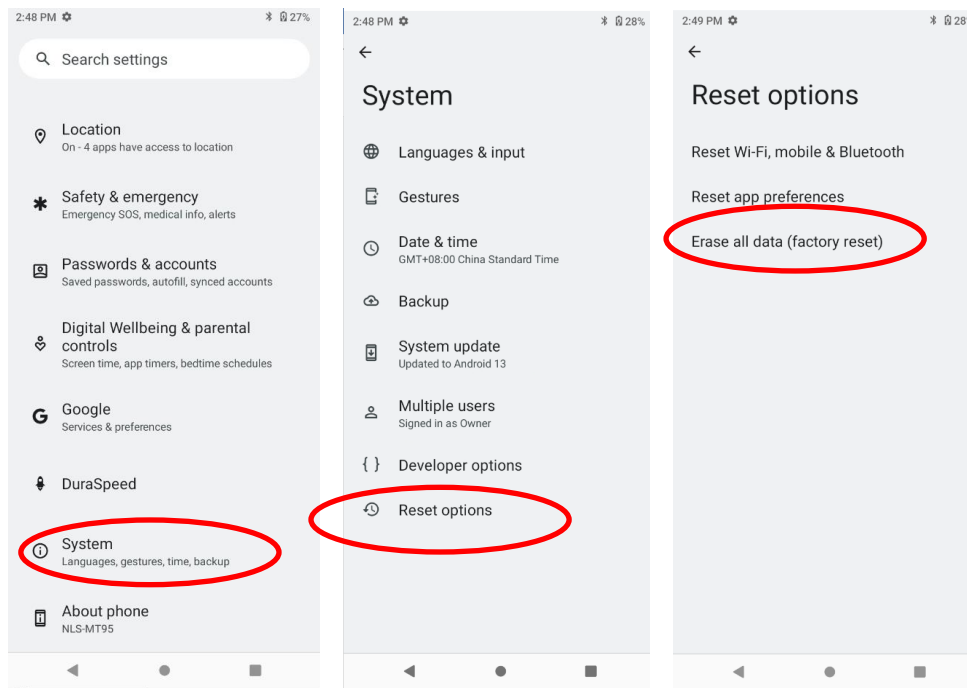 2:48 PM 27%
Search settings
Location
On - 4 apps have access to location
Safety & emergency
Emergency SOS, medical info, alerts
Passwords & accounts
Saved passwords, autofill, synced accounts
Digital Wellbeing & parental
controls
Screen time, app timers, bedtime schedules
Google
Services & preferences
DuraSpeed
System
Languages, gestures, time, backup
About phone
NLS-MT95
2:48 PM 28%
System
Languages & input
Gestures
Date & time
GMT+08:00 China Standard Time
Backup
System update
Updated to Android 13
Multiple users
Signed in as Owner
Developer options
Reset options
2:49 PM 28
Reset options
Reset Wi-Fi, mobile & Bluetooth
Reset app preferences
Erase all data (factory reset)